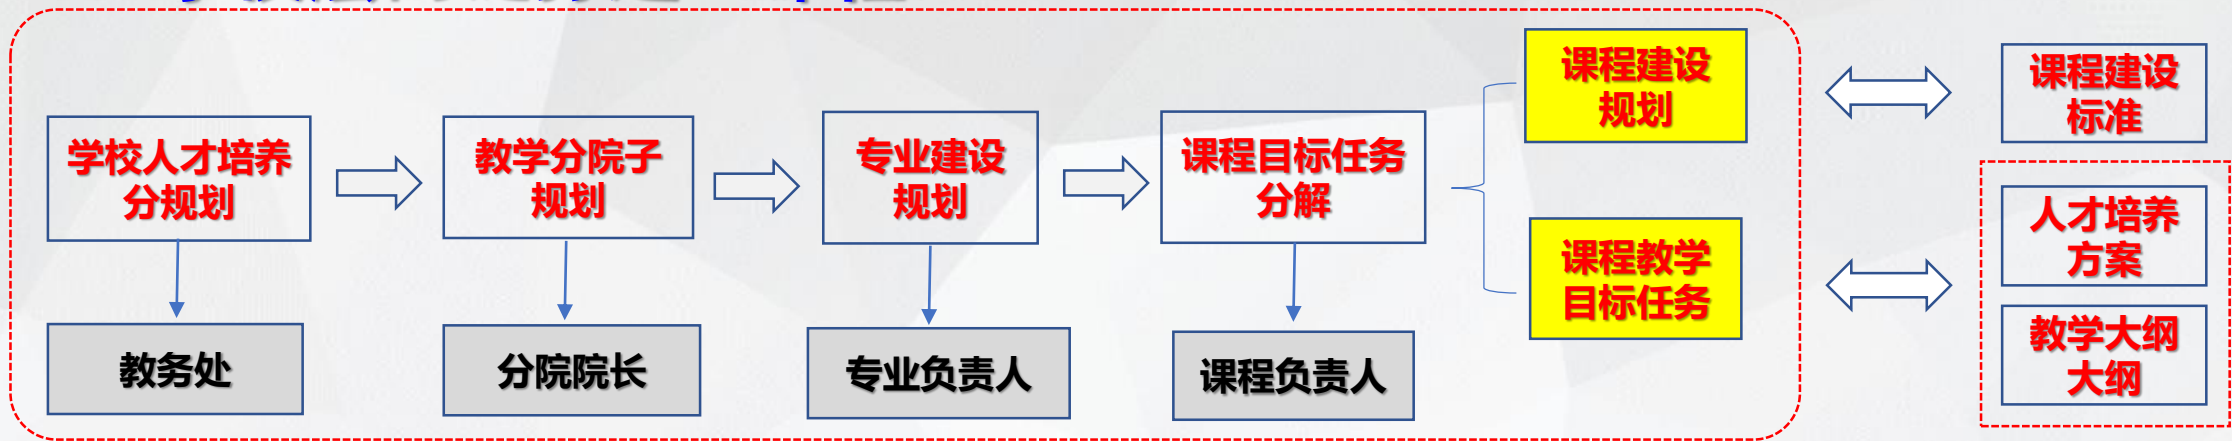 学校人才培养
分规划
教学分院子
规划
专业建设
规划
课程目标任务
分解
课程建设
规划
课程教学
目标任务
课程建设
标准
人才培养
方案
教学大纲
大纲
教务处
分院院长
专业负责人
课程负责人